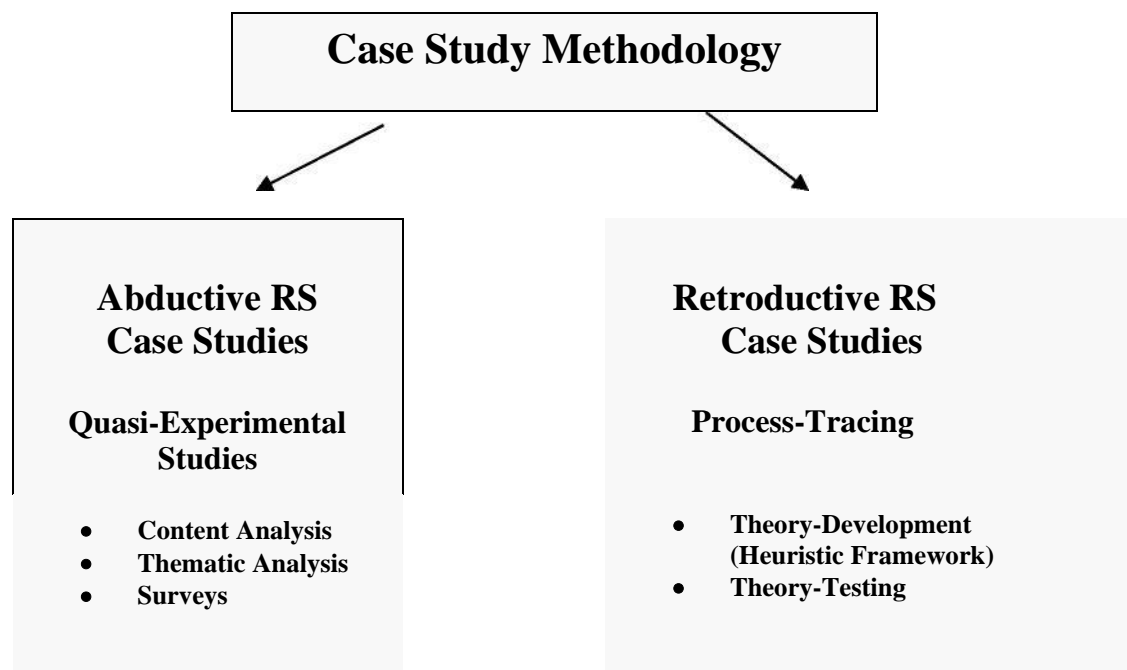 Case Study Methodology
Abductive RS
Case Studies
Quasi-Experimental
Studies
• Content Analysis
• Thematic Analysis
• Surveys
Retroductive RS
Case Studies
Process-Tracing
• Theory-Development
(Heuristic Framework)
• Theory-Testing